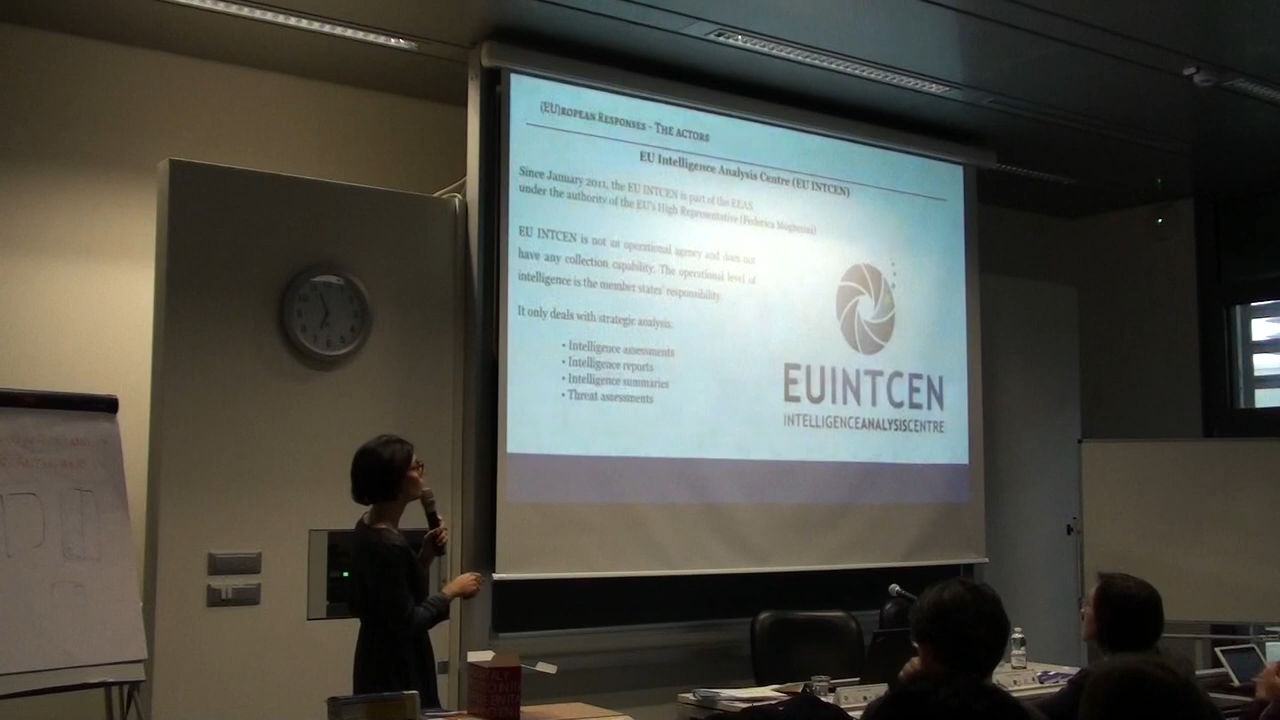 (EU)ROPEAN RESPONSES - THE ACTORS
EU Intelligence Analysis Centre (EU INTCEN)
Since January 2011, the EU INTCEN is part of the EEAS
under the authority of the EU's High Representative (Federica Mogherini)
EU INTCEN is not an operational agency and does not
have any collection capability. The operational level of
intelligence is the member states' responsibility.
It only deals with strategic analysis:
• Intelligence assessments
• Intelligence reports
• Intelligence summaries
• Threat assessments
EUINTCEN
INTELLIGENCEANALYSISCENTRE